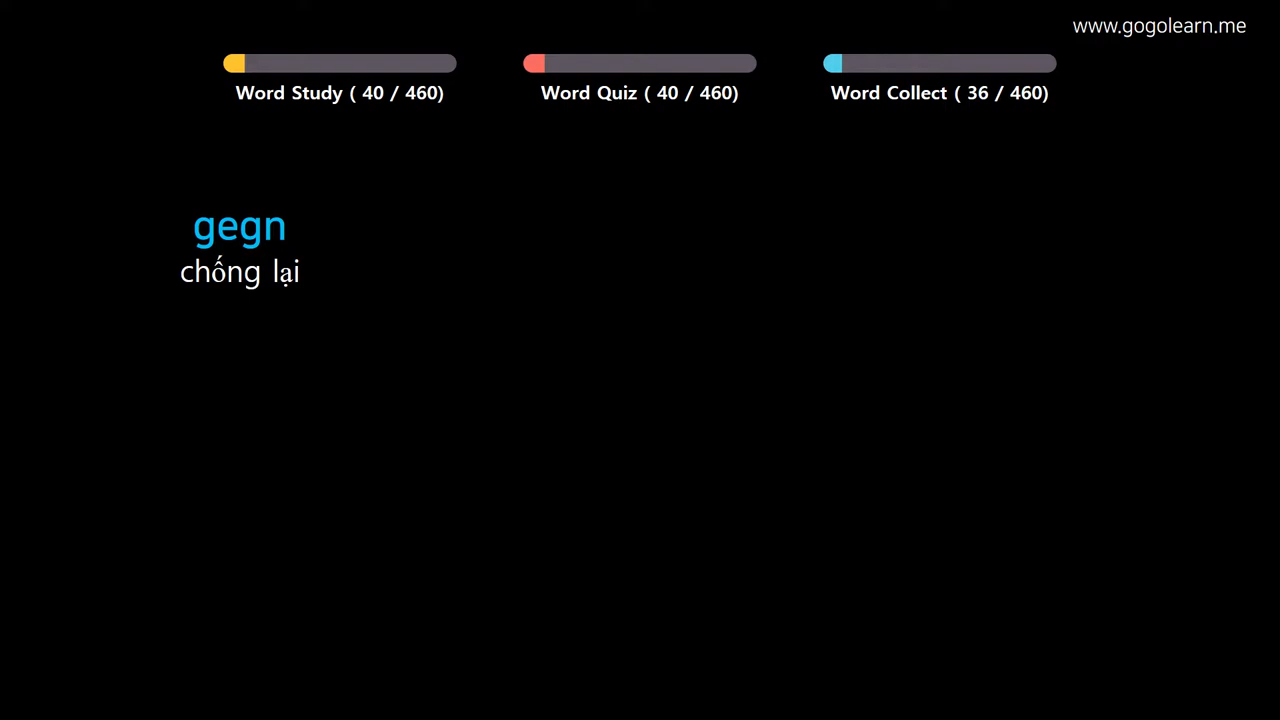 www.gogolearn.me
Word Study ( 40 / 460)
Word Quiz ( 40 / 460)
Word Collect ( 36 / 460)
gegn
chống lại